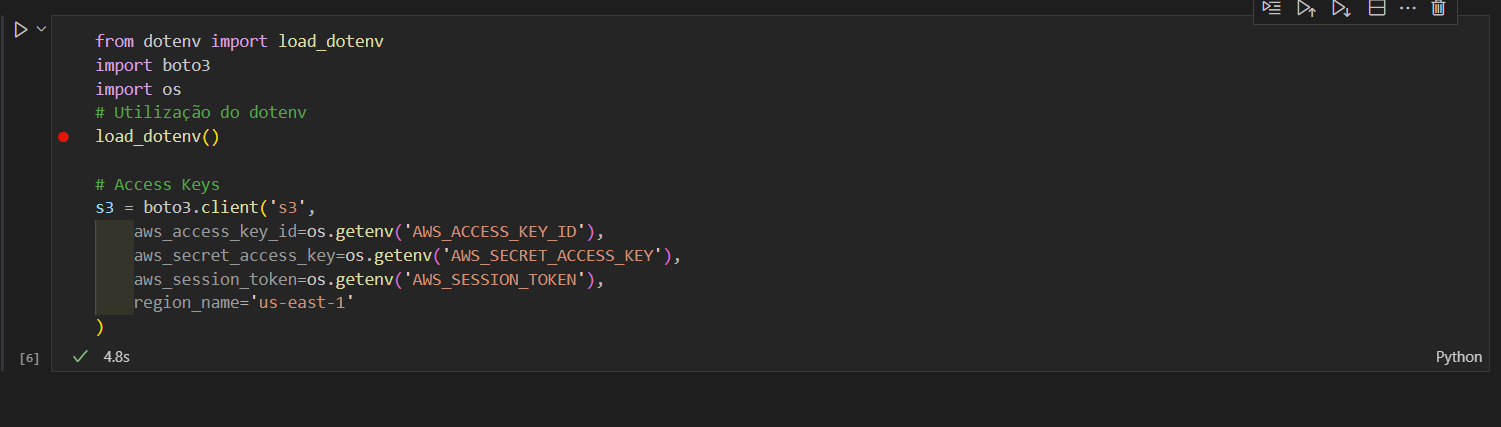 from dotenv import load_dotenv
import boto3
import os
# Utilização do dotenv
load_dotenv()
# Access Keys
s3 = boto3.client('s3',
    aws_access_key_id=os.getenv('AWS_ACCESS_KEY_ID'),
    aws_secret_access_key=os.getenv('AWS_SECRET_ACCESS_KEY'),
    aws_session_token=os.getenv('AWS_SESSION_TOKEN'),
    region_name='us-east-1'
)
[6] 4.8s Python